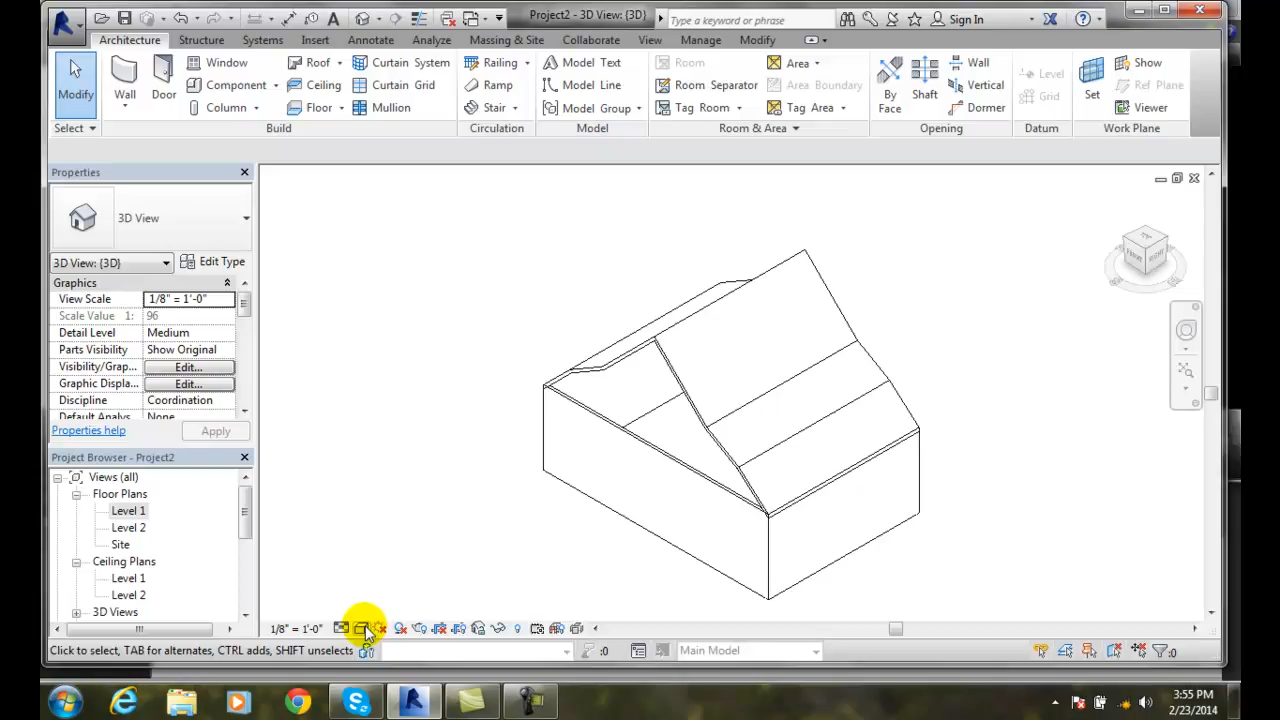 Project2 - 3D View: {3D}
Type a keyword or phrase
Sign In
Architecture Structure Systems Insert Annotate Analyze Massing & Site Collaborate View Manage Modify
Modify
Select
Wall
Door
Window
Component
Column
Roof
Ceiling
Floor
Curtain System
Curtain Grid
Mullion
Build
Railing
Ramp
Stair
Circulation
Model Text
Model Line
Model Group
Model
Room
Room Separator
Tag Room
Area
Area Boundary
Tag Area
Room & Area
By Face
Shaft
Wall
Vertical
Dormer
Opening
Level
Grid
Datum
Set
Show
Ref Plane
Viewer
Work Plane
Properties
3D View
3D View: {3D} Edit Type
Graphics
View Scale 1/8" = 1'-0"
Scale Value 1: 96
Detail Level Medium
Parts Visibility Show Original
Visibility/Grap... Edit...
Graphic Displa... Edit...
Discipline Coordination
Default Analys... None
Properties help Apply
Project Browser - Project2
Views (all)
Floor Plans
Level 1
Level 2
Site
Ceiling Plans
Level 1
Level 2
3D Views
TOP
FRONT
RIGHT
1/8" = 1'-0"
Click to select, TAB for alternates, CTRL adds, SHIFT unselects
:0
Main Model
:0
3:55 PM
2/23/2014